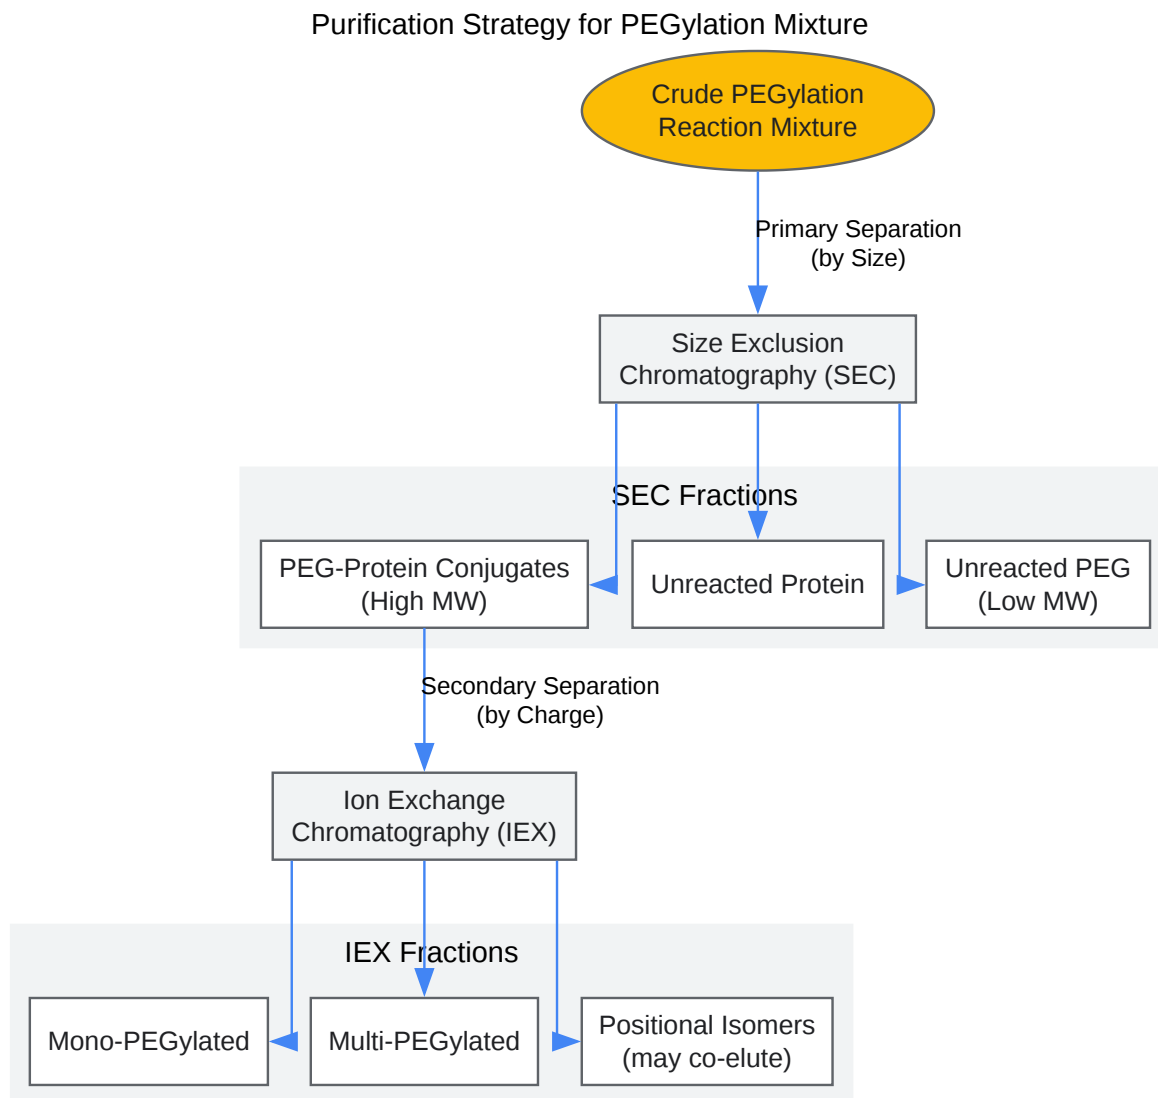 Purification Strategy for PEGylation Mixture
Crude PEGylation
Reaction Mixture
Primary Separation
(by Size)
Size Exclusion
Chromatography (SEC)
SEC Fractions
PEG-Protein Conjugates
(High MW)
Unreacted Protein
Unreacted PEG
(Low MW)
Secondary Separation
(by Charge)
Ion Exchange
Chromatography (IEX)
IEX Fractions
Mono-PEGylated
Multi-PEGylated
Positional Isomers
(may co-elute)